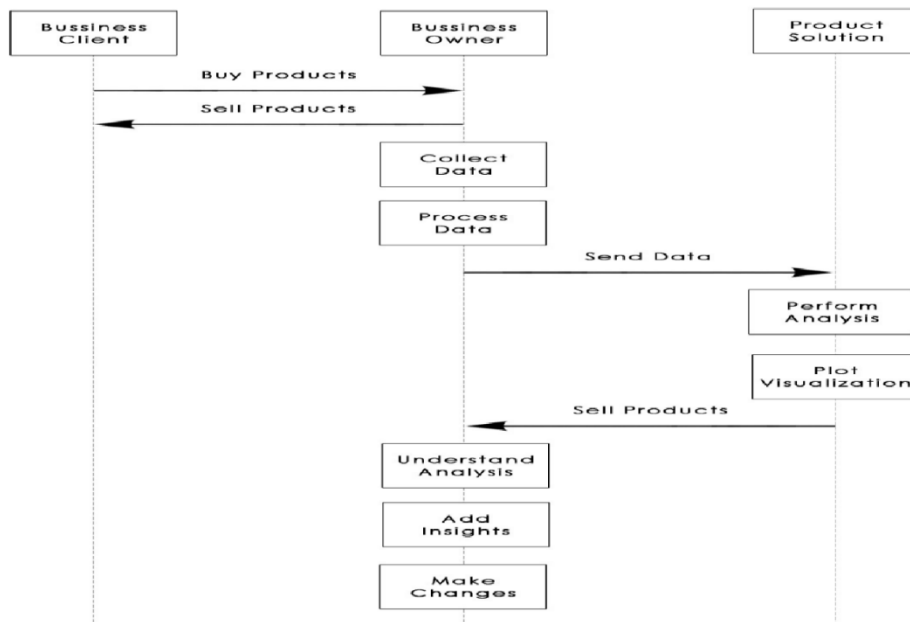 Bussiness
Client
Bussiness
Owner
Product
Solution
Buy Products
Sell Products
Collect
Data
Process
Data
Send Data
Perform
Analysis
Plot
Visualization
Sell Products
Understand
Analysis
Add
Insights
Make
Changes